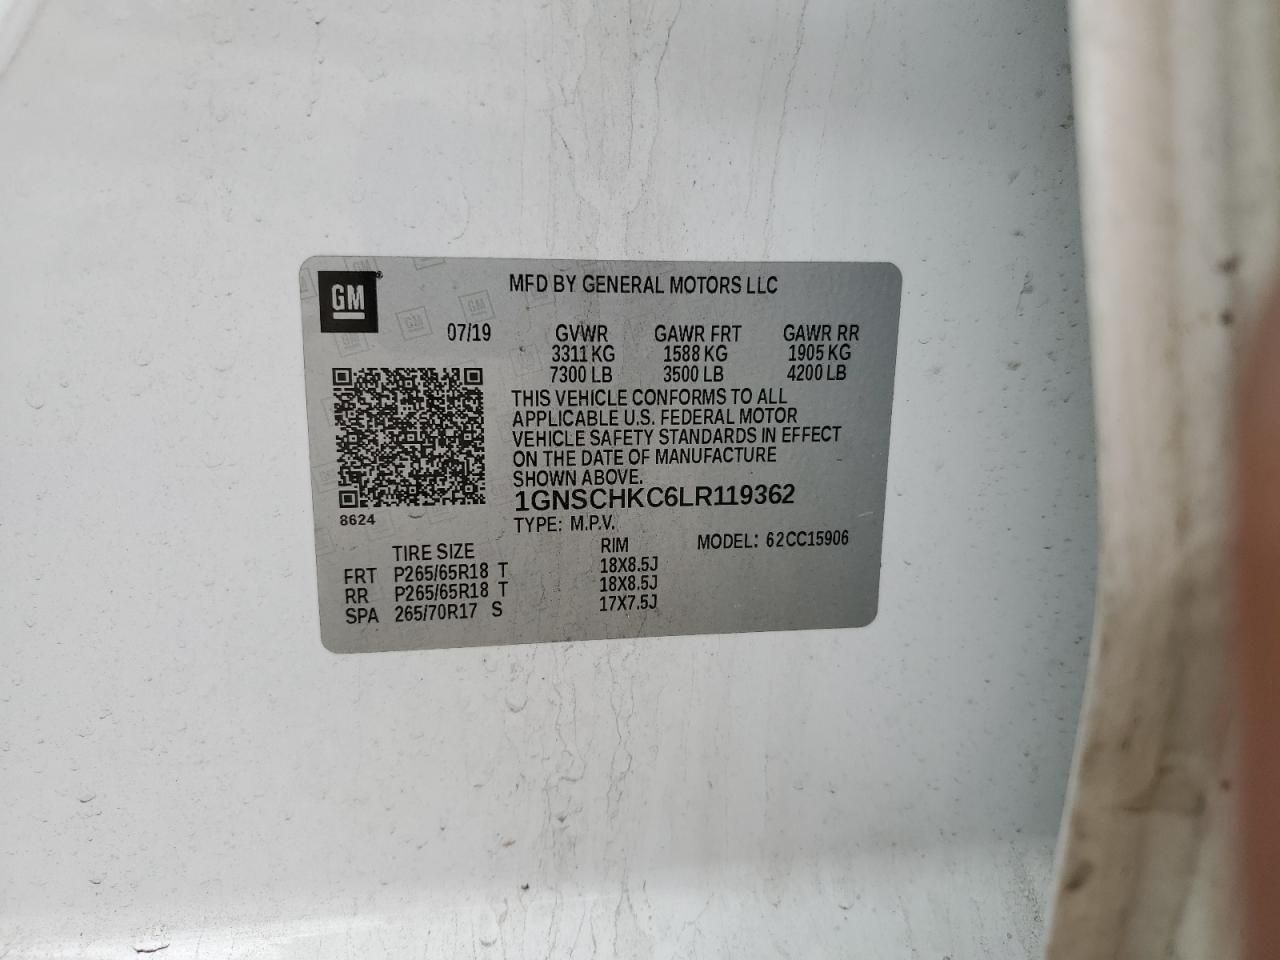 GM®
MFD BY GENERAL MOTORS LLC
07/19 GVWR GAWR FRT GAWR RR
3311 KG 1588 KG 1905 KG
7300 LB 3500 LB 4200 LB
THIS VEHICLE CONFORMS TO ALL
APPLICABLE U.S. FEDERAL MOTOR
VEHICLE SAFETY STANDARDS IN EFFECT
ON THE DATE OF MANUFACTURE
SHOWN ABOVE.
1GNSCHKC6LR119362
8624
TYPE: M.P.V.
TIRE SIZE RIM MODEL: 62CC15906
FRT P265/65R18 T 18X8.5J
RR P265/65R18 T 18X8.5J
SPA 265/70R17 S 17X7.5J